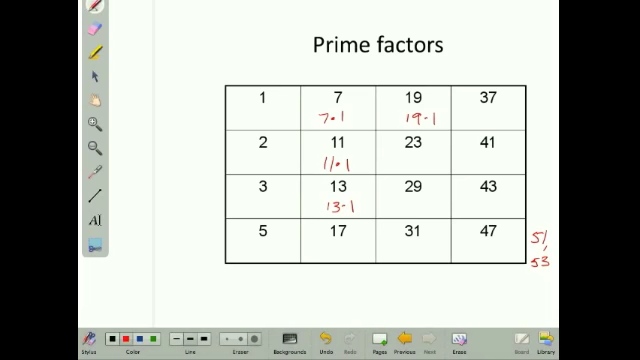 Prime factors
1 7 19 37
7·1 19-1
2 11 23 41
11·1
3 13 29 43
13-1
5 17 31 47
51,
53
AI
Stylus Color Line Eraser Backgrounds Undo Redo Pages Previous Next Erase Board Library